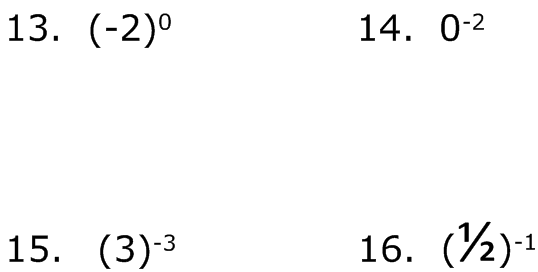 13. (-2)⁰ 14. 0⁻²
15. (3)⁻³ 16. (½)⁻¹